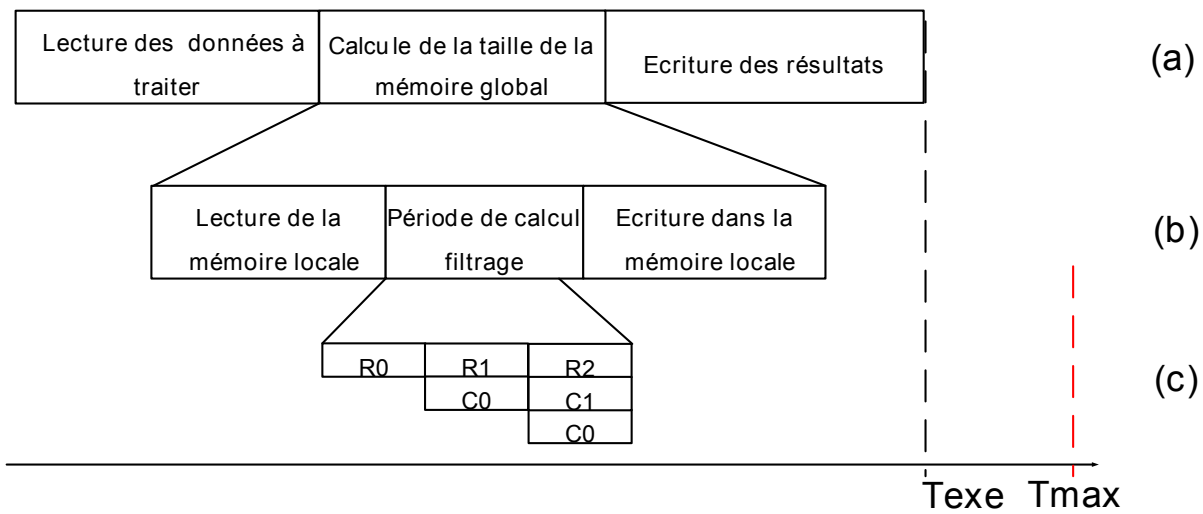 Lecture des données à
traiter
Calcule de la taille de la
mémoire global
Ecriture des résultats
(a)
Lecture de la
mémoire locale
Période de calcul
filtrage
Ecriture dans la
mémoire locale
(b)
R0 R1 R2
C0 C1
C0
(c)
Texe Tmax